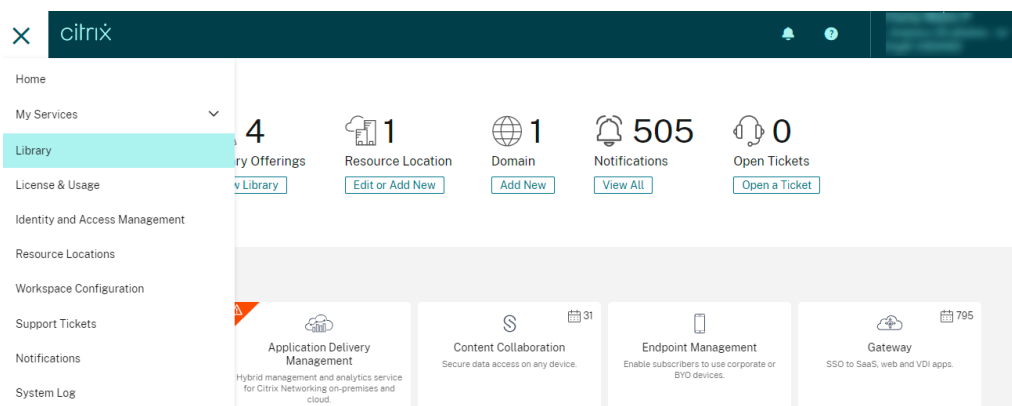 citrix
Home
My Services
Library
License & Usage
Identity and Access Management
Resource Locations
Workspace Configuration
Support Tickets
Notifications
System Log
4
Offerings
Library
1
Resource Location
Edit or Add New
1
Domain
Add New
505
Notifications
View All
0
Open Tickets
Open a Ticket
Application Delivery
Management
Hybrid management and analytics service
for Citrix Networking on-premises and
cloud.
31
Content Collaboration
Secure data access on any device.
Endpoint Management
Enable subscribers to use corporate or
BYO devices.
795
Gateway
SSO to SaaS, web and VDI apps.